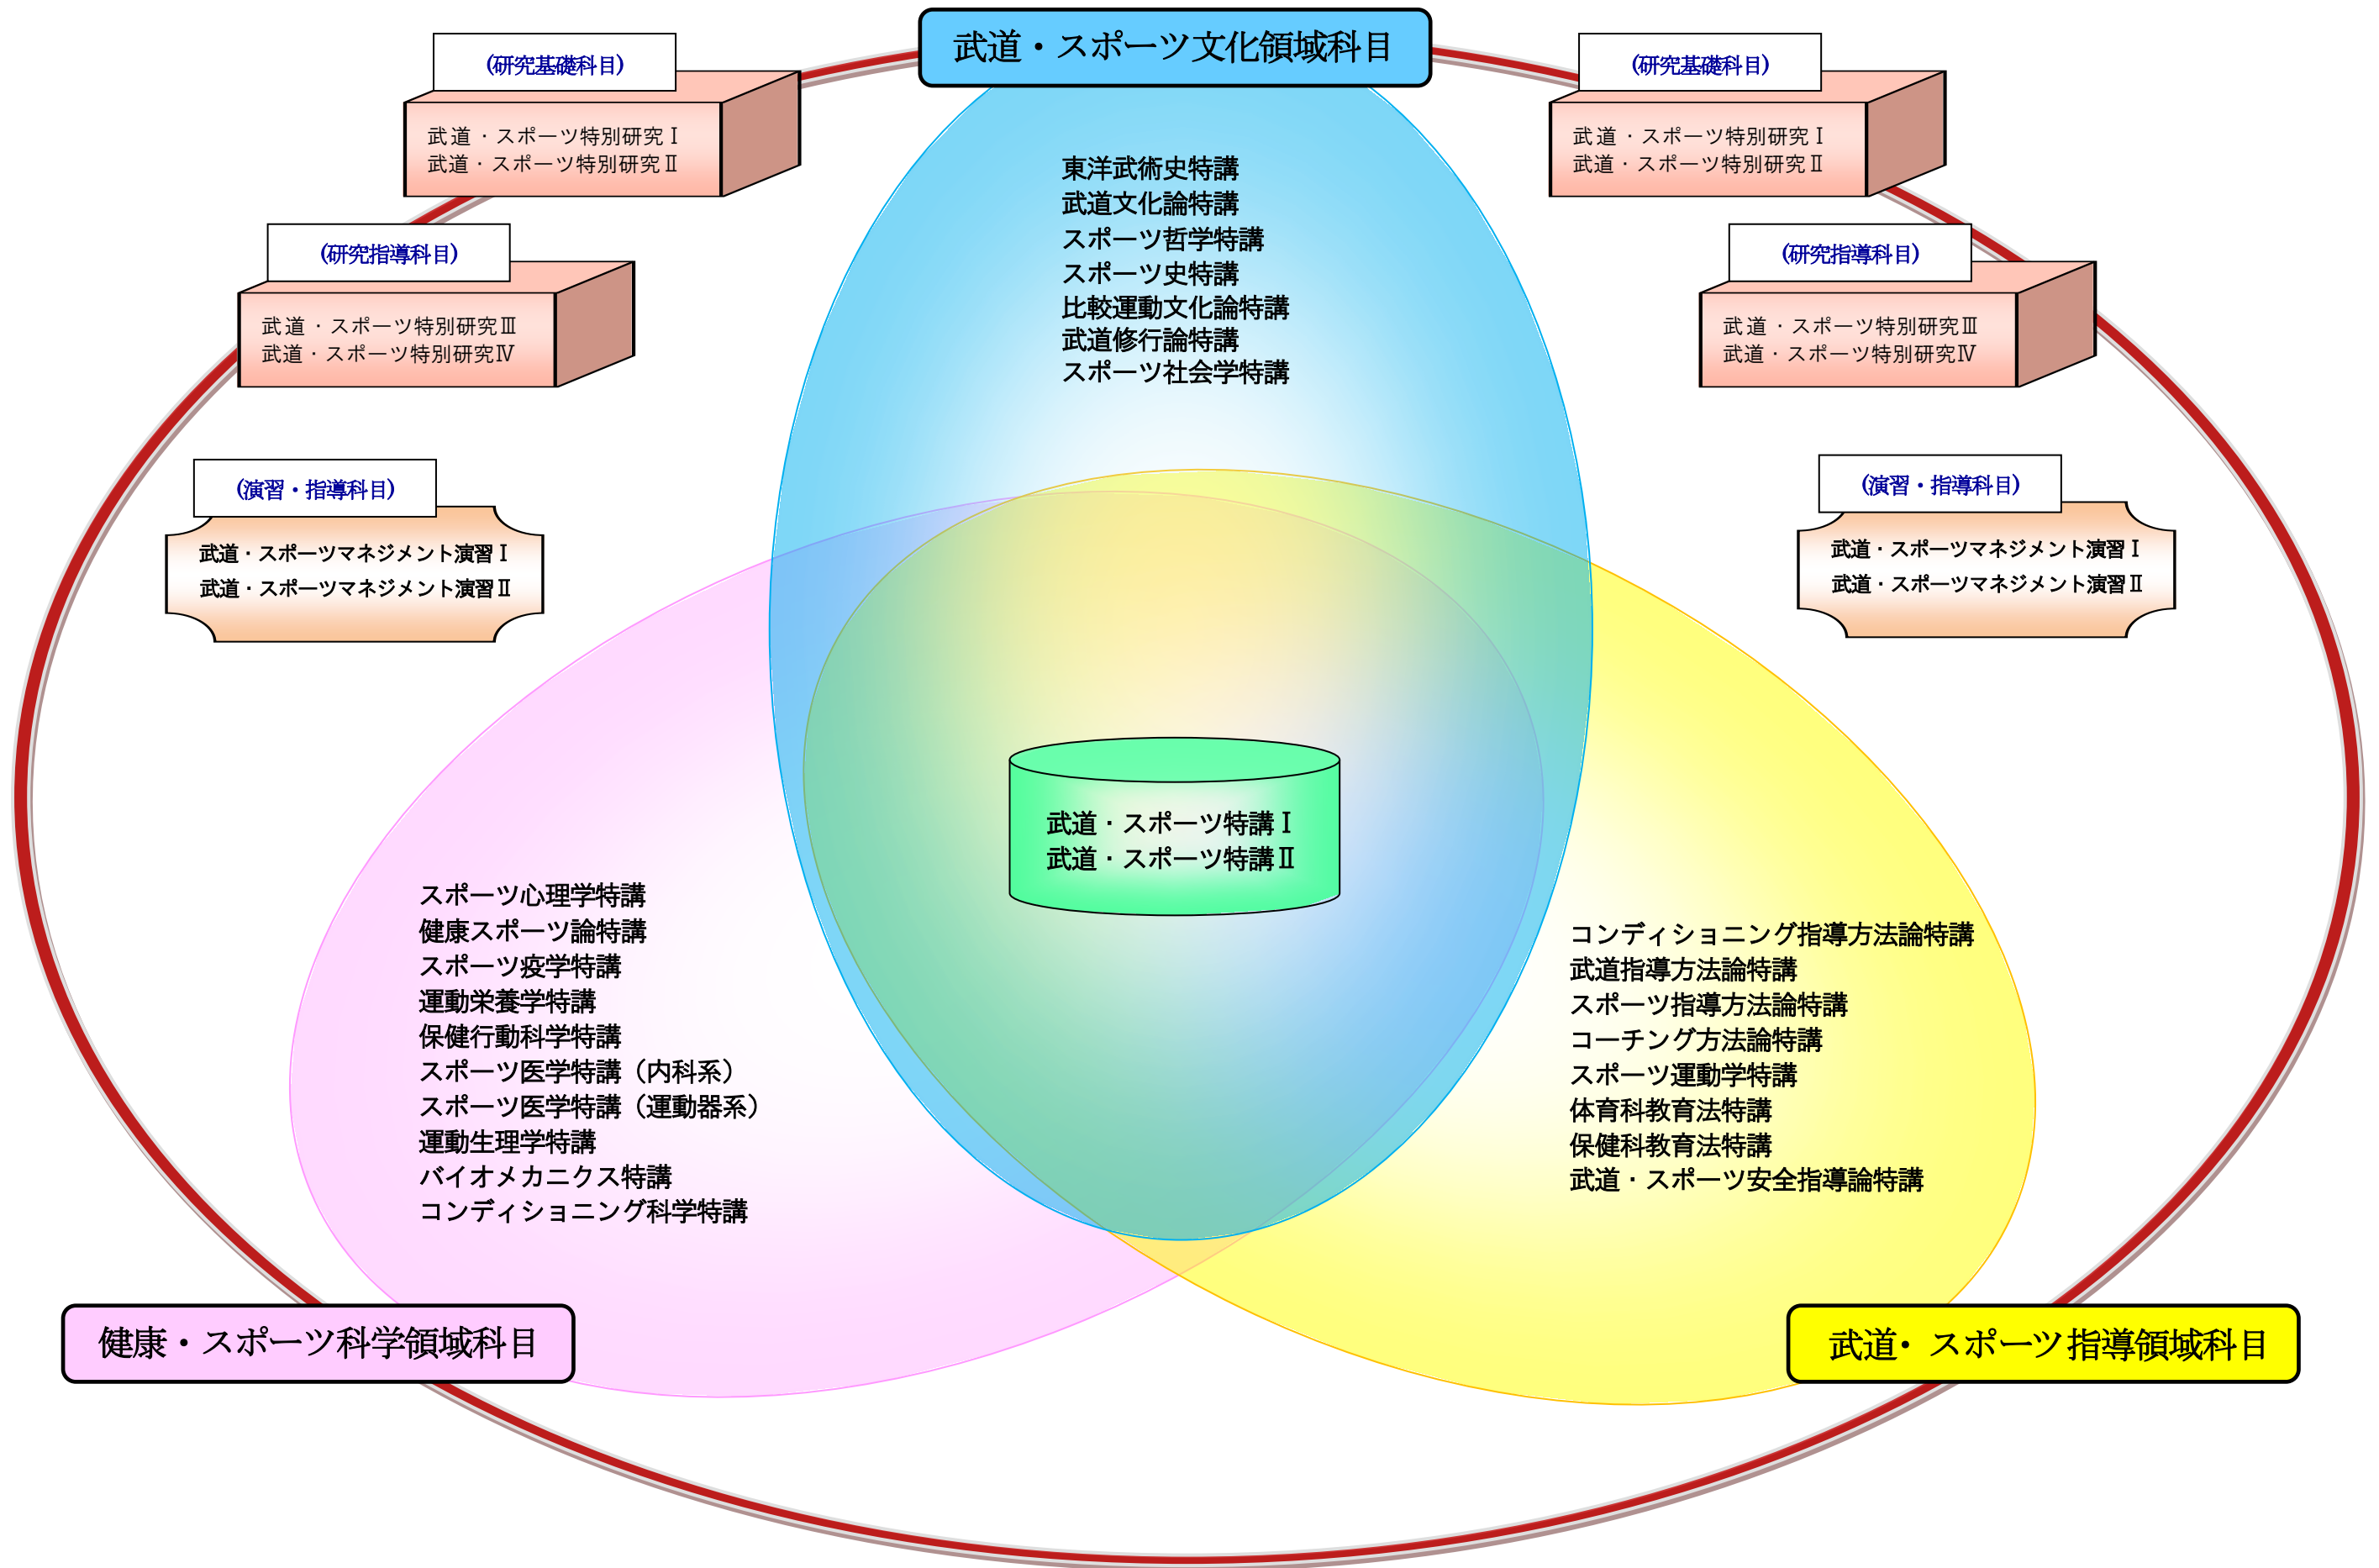 武道・スポーツ文化領域科目
(研究基礎科目)
武道・スポーツ特別研究Ⅰ
武道・スポーツ特別研究Ⅱ
(研究基礎科目)
武道・スポーツ特別研究Ⅰ
武道・スポーツ特別研究Ⅱ
(研究指導科目)
武道・スポーツ特別研究Ⅲ
武道・スポーツ特別研究Ⅳ
(研究指導科目)
武道・スポーツ特別研究Ⅲ
武道・スポーツ特別研究Ⅳ
東洋武術史特講
武道文化論特講
スポーツ哲学特講
スポーツ史特講
比較運動文化論特講
武道修行論特講
スポーツ社会学特講
(演習・指導科目)
武道・スポーツマネジメント演習Ⅰ
武道・スポーツマネジメント演習Ⅱ
(演習・指導科目)
武道・スポーツマネジメント演習Ⅰ
武道・スポーツマネジメント演習Ⅱ
武道・スポーツ特講Ⅰ
武道・スポーツ特講Ⅱ
スポーツ心理学特講
健康スポーツ論特講
スポーツ疫学特講
運動栄養学特講
保健行動科学特講
スポーツ医学特講（内科系）
スポーツ医学特講（運動器系）
運動生理学特講
バイオメカニクス特講
コンディショニング科学特講
コンディショニング指導方法論特講
武道指導方法論特講
スポーツ指導方法論特講
コーチング方法論特講
スポーツ運動学特講
体育科教育法特講
保健科教育法特講
武道・スポーツ安全指導論特講
健康・スポーツ科学領域科目
武道・スポーツ指導領域科目